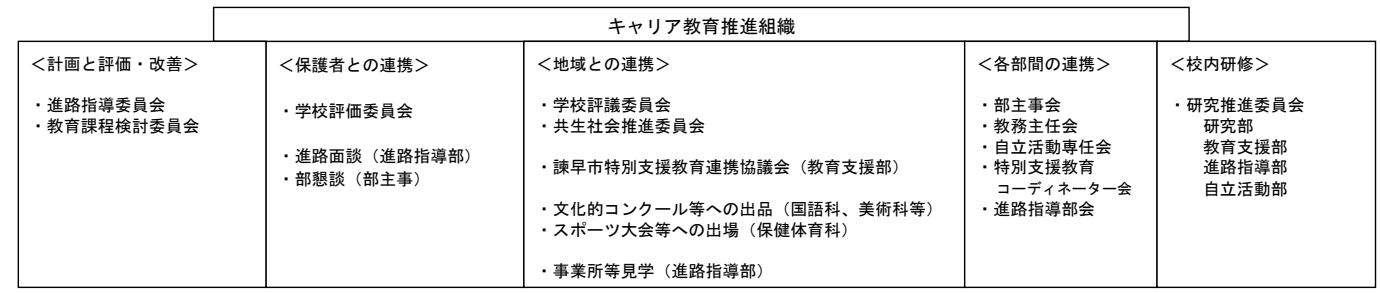 キャリア教育推進組織
＜計画と評価・改善＞
・進路指導委員会
・教育課程検討委員会
＜保護者との連携＞
・学校評価委員会
・進路面談（進路指導部）
・部懇談（部主事）
＜地域との連携＞
・学校評議委員会
・共生社会推進委員会
・諫早市特別支援教育連携協議会（教育支援部）
・文化的コンクール等への出品（国語科、美術科等）
・スポーツ大会等への出場（保健体育科）
・事業所等見学（進路指導部）
＜各部間の連携＞
・部主事会
・教務主任会
・自立活動専任会
・特別支援教育
コーディネーター会
・進路指導部会
＜校内研修＞
・研究推進委員会
研究部
教育支援部
進路指導部
自立活動部